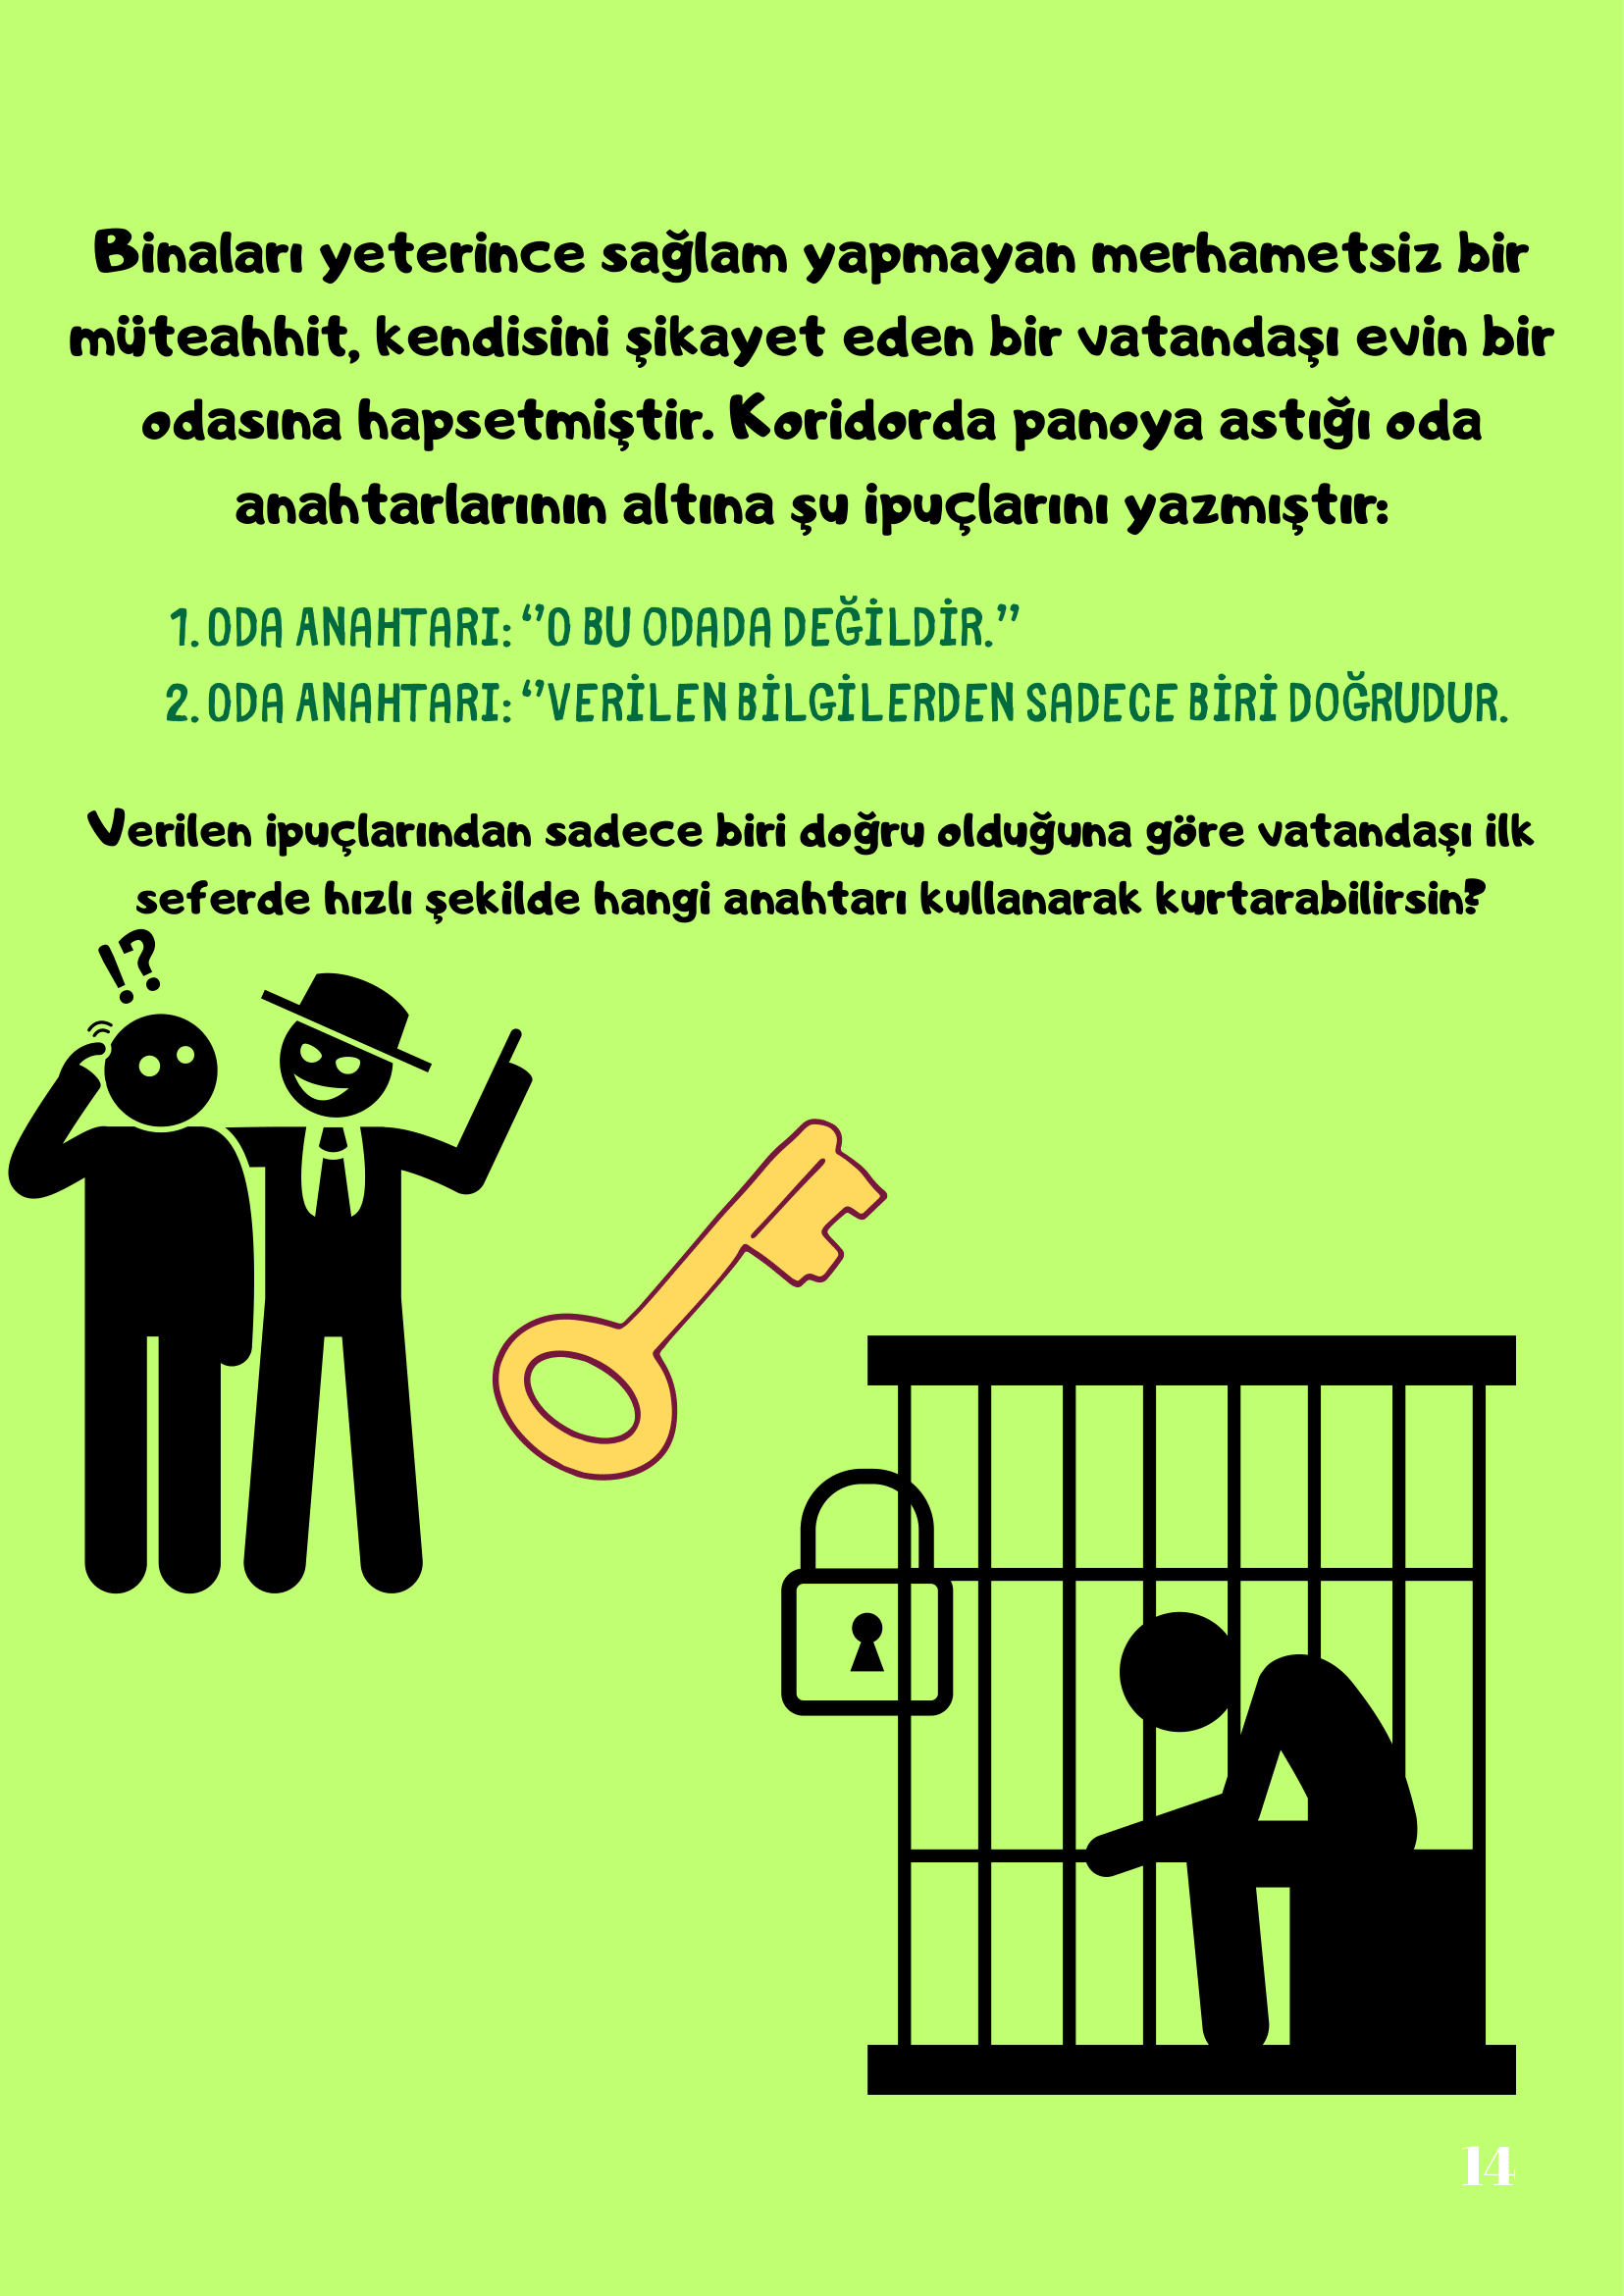 Binaları yeterince sağlam yapmayan merhametsiz bir
müteahhit, kendisini şikayet eden bir vatandaşı evin bir
odasına hapsetmiştir. Koridorda panoya astığı oda
anahtarlarının altına şu ipuçlarını yazmıştır:
1. ODA ANAHTARI: ‘’O BU ODADA DEĞİLDİR.’’
2. ODA ANAHTARI: ‘’VERİLEN BİLGİLERDEN SADECE BİRİ DOĞRUDUR.
Verilen ipuçlarından sadece biri doğru olduğuna göre vatandaşı ilk
seferde hızlı şekilde hangi anahtarı kullanarak kurtarabilirsin?
!?
14